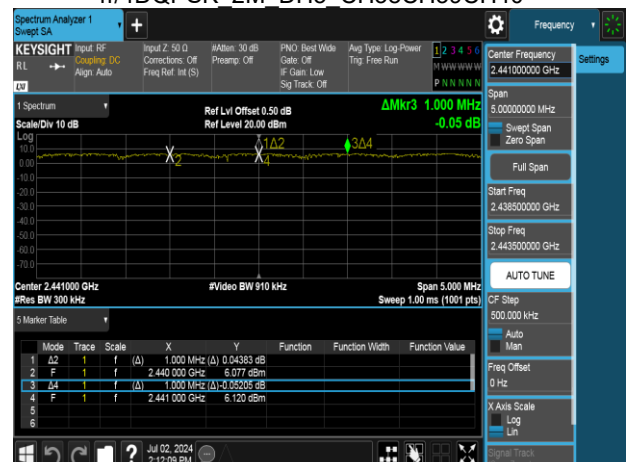 Spectrum Analyzer 1
Swept SA
+
Frequency
KEYSIGHT
RL
LXI
Input: RF
Coupling: DC
Align: Auto
Input Z: 50 Ω
Corrections: Off
Freq Ref: Int (S)
#Atten: 30 dB
Preamp: Off
PNO: Best Wide
Gate: Off
IF Gain: Low
Sig Track: Off
Avg Type: Log-Power
Trig: Free Run
1 2 3 4 5 6
M W W W W W
P N N N N N
1 Spectrum
Scale/Div 10 dB
Ref Lvl Offset 0.50 dB
Ref Level 20.00 dBm
ΔMkr3 1.000 MHz
-0.05 dB
Log
10.0
0.00
-10.0
-20.0
-30.0
-40.0
-50.0
-60.0
-70.0
X2
1Δ2
X4
3Δ4
Center 2.441000 GHz
#Res BW 300 kHz
#Video BW 910 kHz
Span 5.000 MHz
Sweep 1.00 ms (1001 pts)
5 Marker Table
Mode Trace Scale X Y Function Function Width Function Value
1 Δ2 1 f (Δ) 1.000 MHz (Δ) 0.04383 dB
2 F 1 f 2.440 000 GHz 6.077 dBm
3 Δ4 1 f (Δ) 1.000 MHz (Δ) -0.05205 dB
4 F 1 f 2.441 000 GHz 6.120 dBm
5
6
Jul 02, 2024
2:12:09 PM
Center Frequency
2.441000000 GHz
Settings
Span
5.00000000 MHz
Swept Span
Zero Span
Full Span
Start Freq
2.438500000 GHz
Stop Freq
2.443500000 GHz
AUTO TUNE
CF Step
500.000 kHz
Auto
Man
Freq Offset
0 Hz
X Axis Scale
Log
Lin
Signal Track